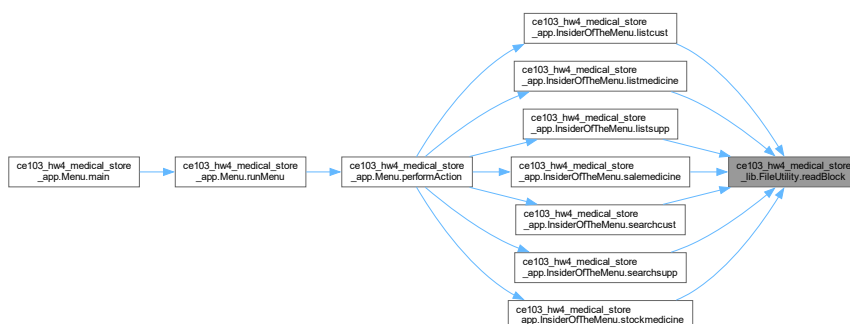 ce103_hw4_medical_store
_app.InsiderOfTheMenu.listcust
ce103_hw4_medical_store
_app.InsiderOfTheMenu.listmedicine
ce103_hw4_medical_store
_app.InsiderOfTheMenu.listsupp
ce103_hw4_medical_store
_app.Menu.main
ce103_hw4_medical_store
_app.Menu.runMenu
ce103_hw4_medical_store
_app.Menu.performAction
ce103_hw4_medical_store
_app.InsiderOfTheMenu.salemedicine
ce103_hw4_medical_store
_lib.FileUtility.readBlock
ce103_hw4_medical_store
_app.InsiderOfTheMenu.searchcust
ce103_hw4_medical_store
_app.InsiderOfTheMenu.searchsupp
ce103_hw4_medical_store
_app.InsiderOfTheMenu.stockmedicine